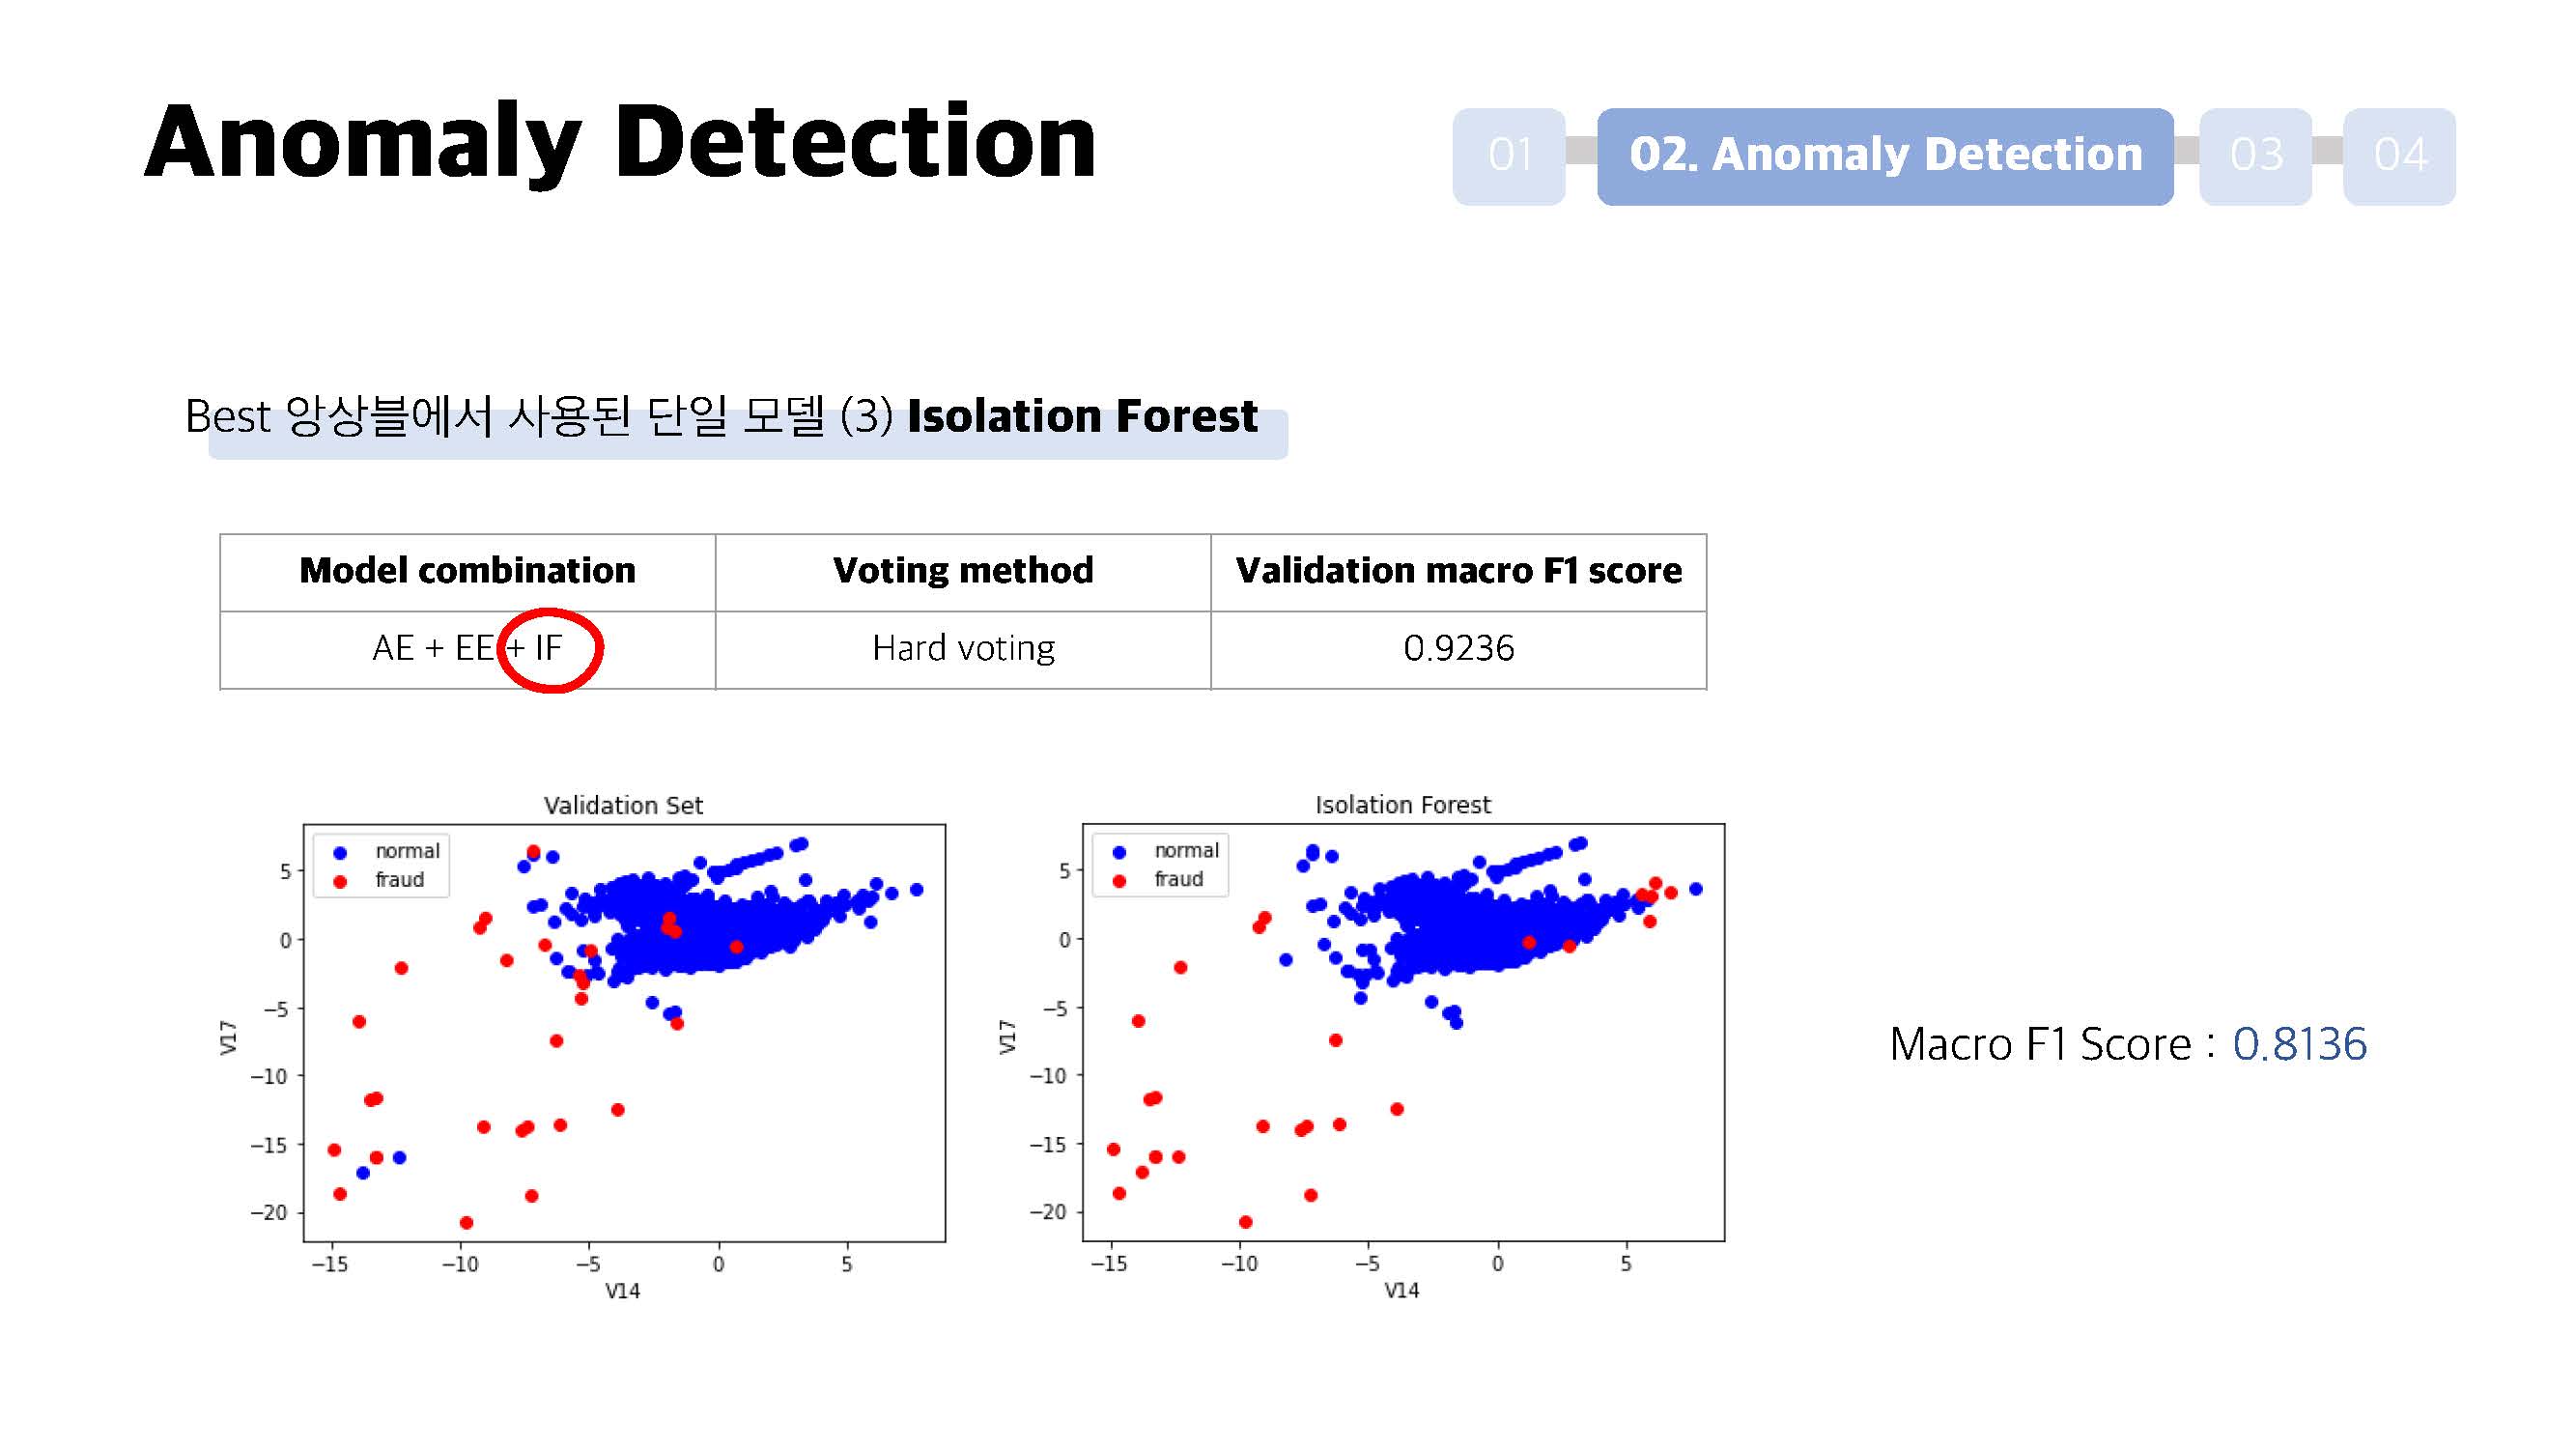 Anomaly Detection
01
02. Anomaly Detection
03
04
Best 앙상블에서 사용된 단일 모델 (3) Isolation Forest
Model combination
Voting method
Validation macro F1 score
AE + EE + IF
Hard voting
0.9236
Validation Set
normal
fraud
5
0
−5
−10
−15
−20
V17
−15
−10
−5
0
5
V14
Isolation Forest
normal
fraud
5
0
−5
−10
−15
−20
V17
−15
−10
−5
0
5
V14
Macro F1 Score : 0.8136